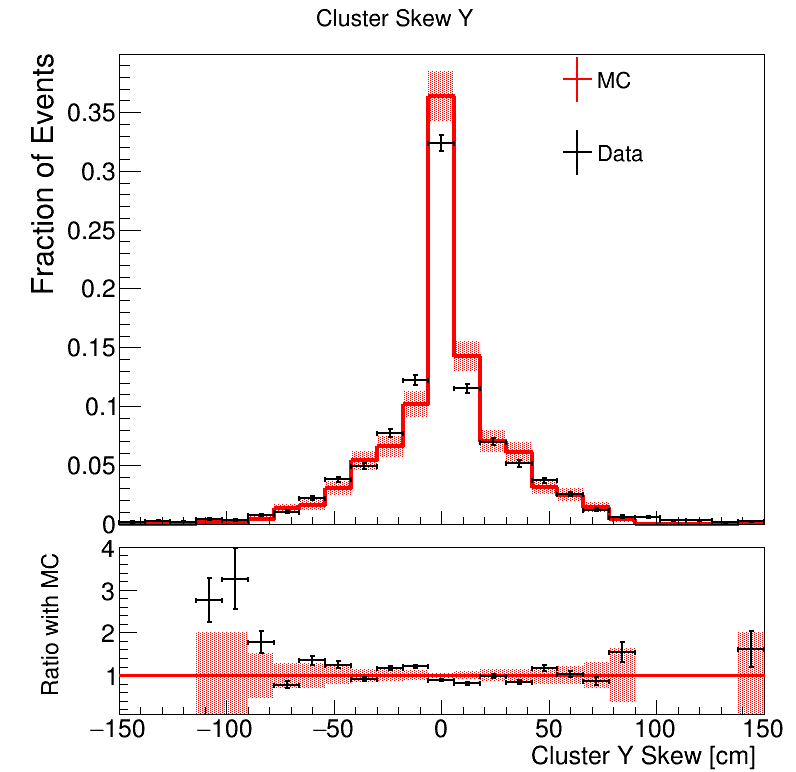 Cluster Skew Y
Fraction of Events
0.35
0.3
0.25
0.2
0.15
0.1
0.05
0
MC
Data
Ratio with MC
4
3
2
1
−150 −100 −50 0 50 100 150
Cluster Y Skew [cm]